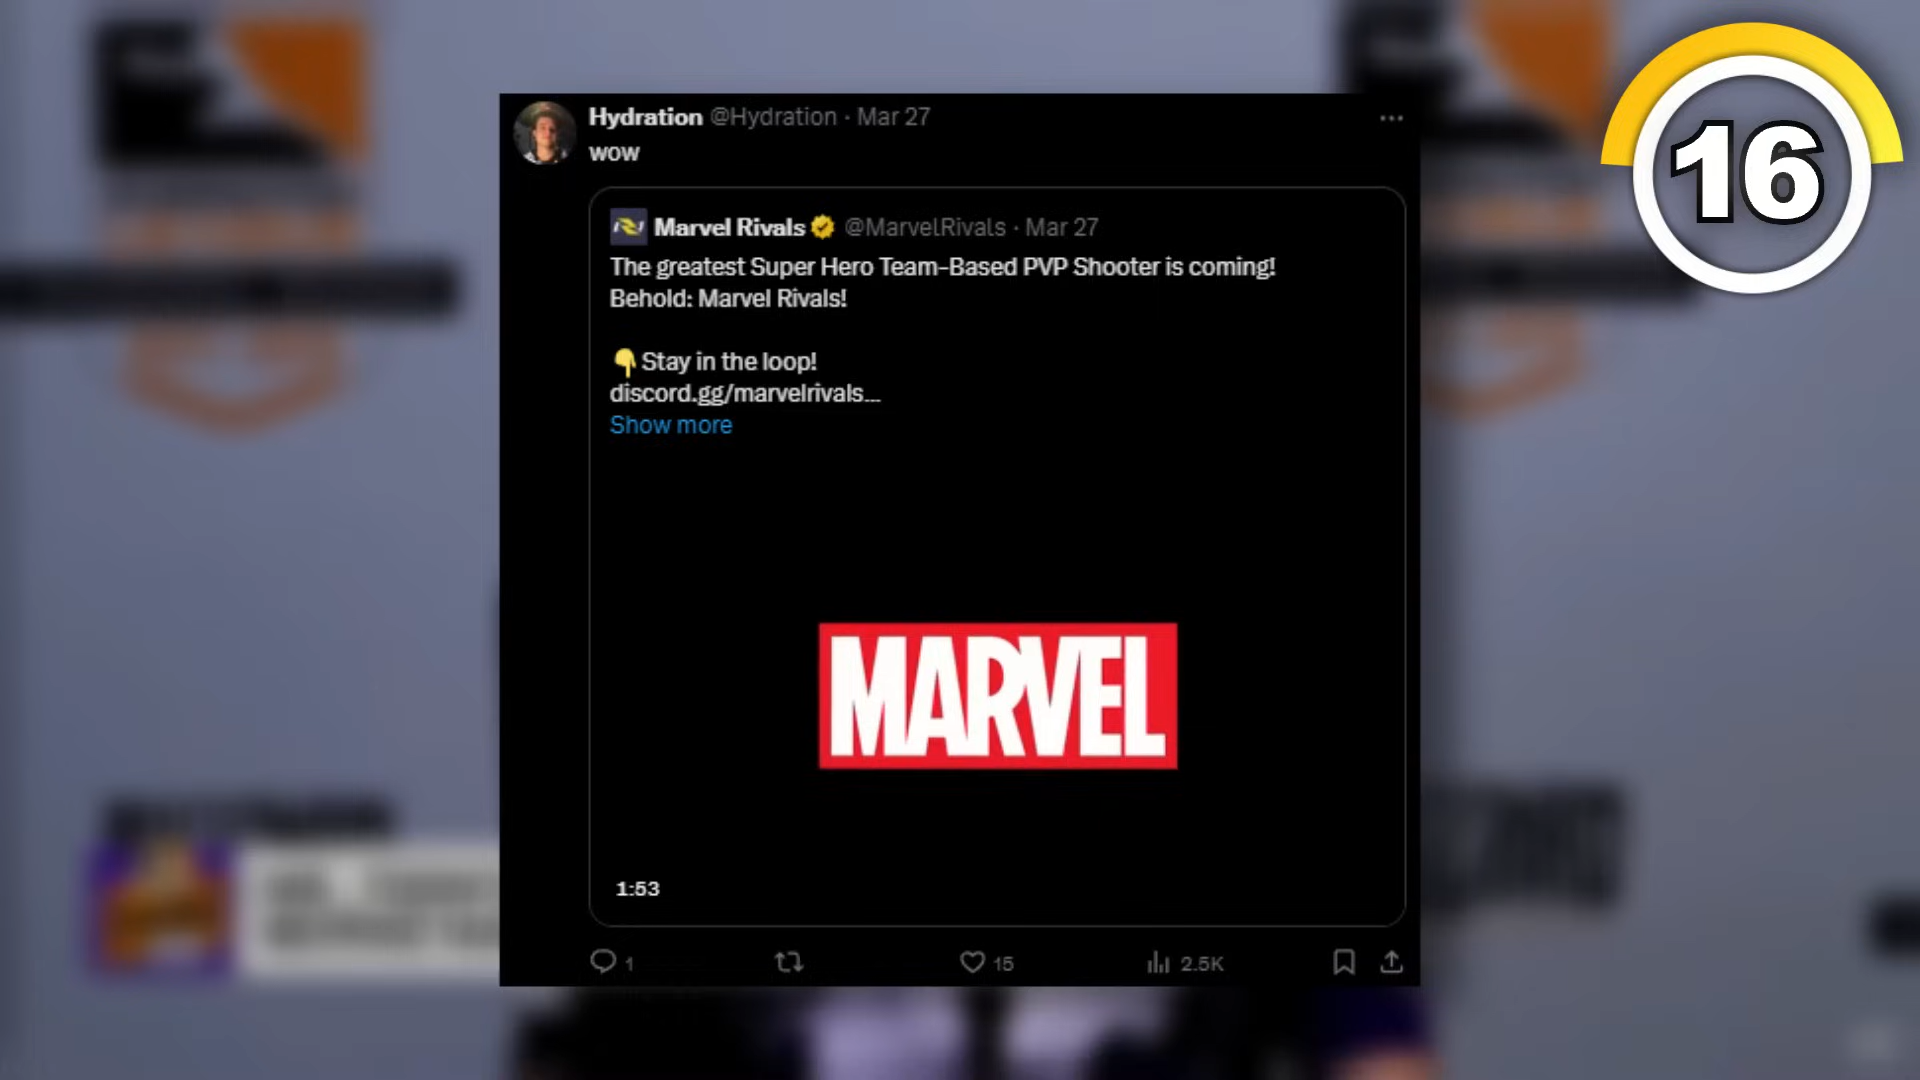 Hydration @Hydration · Mar 27
wow
Marvel Rivals @MarvelRivals · Mar 27
The greatest Super Hero Team-Based PVP Shooter is coming!
Behold: Marvel Rivals!
👇Stay in the loop!
discord.gg/marvelrivals...
Show more
MARVEL
1:53
1 15 2.5K
16